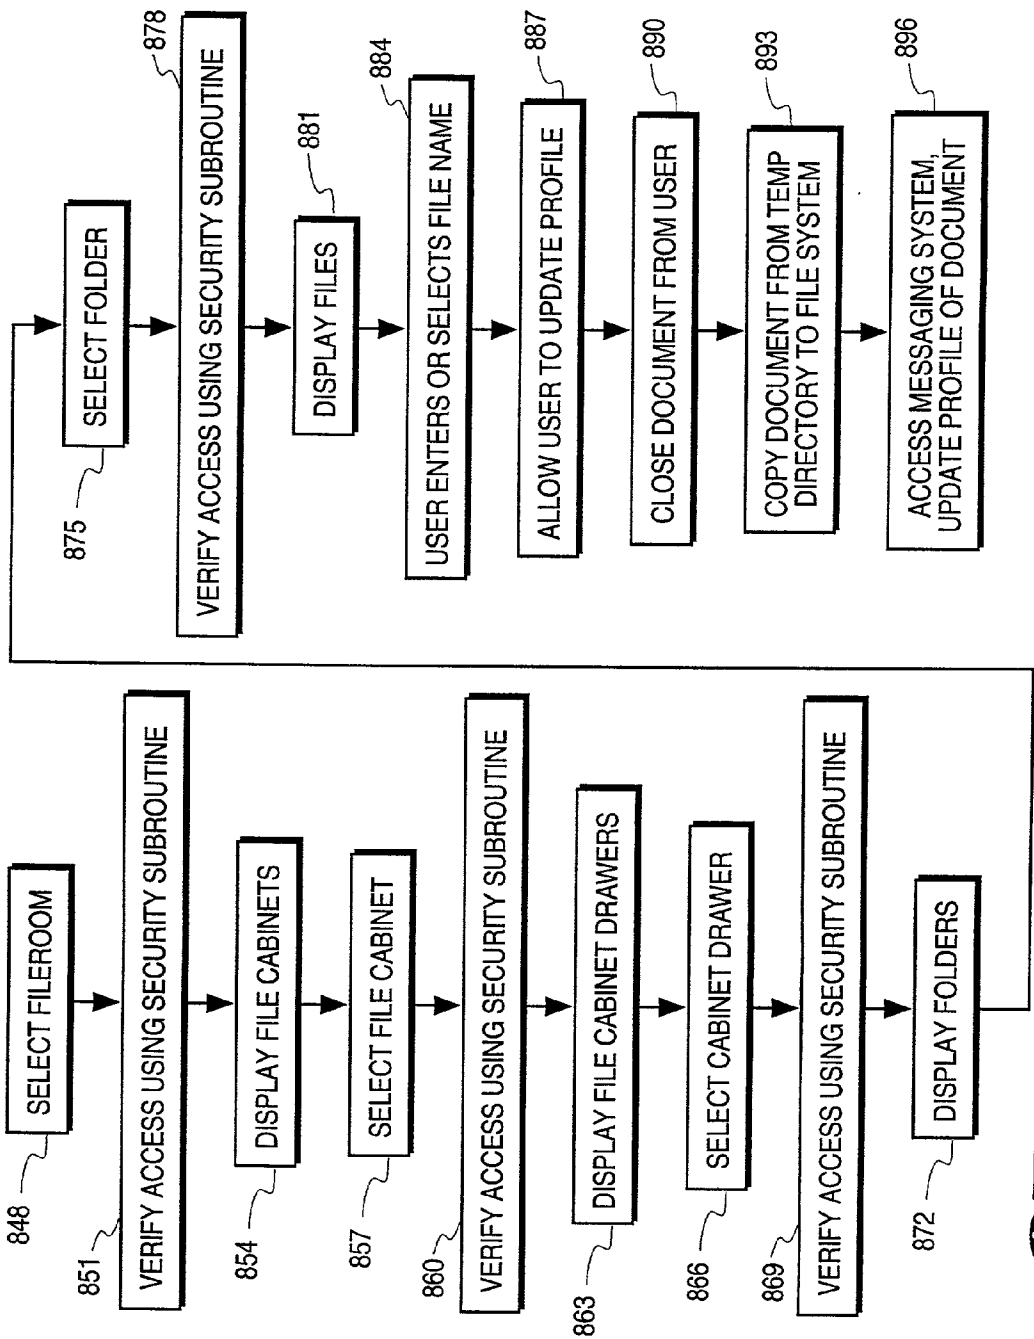 848
SELECT FILEROOM
851
VERIFY ACCESS USING SECURITY SUBROUTINE
854
DISPLAY FILE CABINETS
857
SELECT FILE CABINET
860
VERIFY ACCESS USING SECURITY SUBROUTINE
863
DISPLAY FILE CABINET DRAWERS
866
SELECT CABINET DRAWER
869
VERIFY ACCESS USING SECURITY SUBROUTINE
872
DISPLAY FOLDERS
875
SELECT FOLDER
878
VERIFY ACCESS USING SECURITY SUBROUTINE
881
DISPLAY FILES
884
USER ENTERS OR SELECTS FILE NAME
887
ALLOW USER TO UPDATE PROFILE
890
CLOSE DOCUMENT FROM USER
893
COPY DOCUMENT FROM TEMP
DIRECTORY TO FILE SYSTEM
896
ACCESS MESSAGING SYSTEM,
UPDATE PROFILE OF DOCUMENT